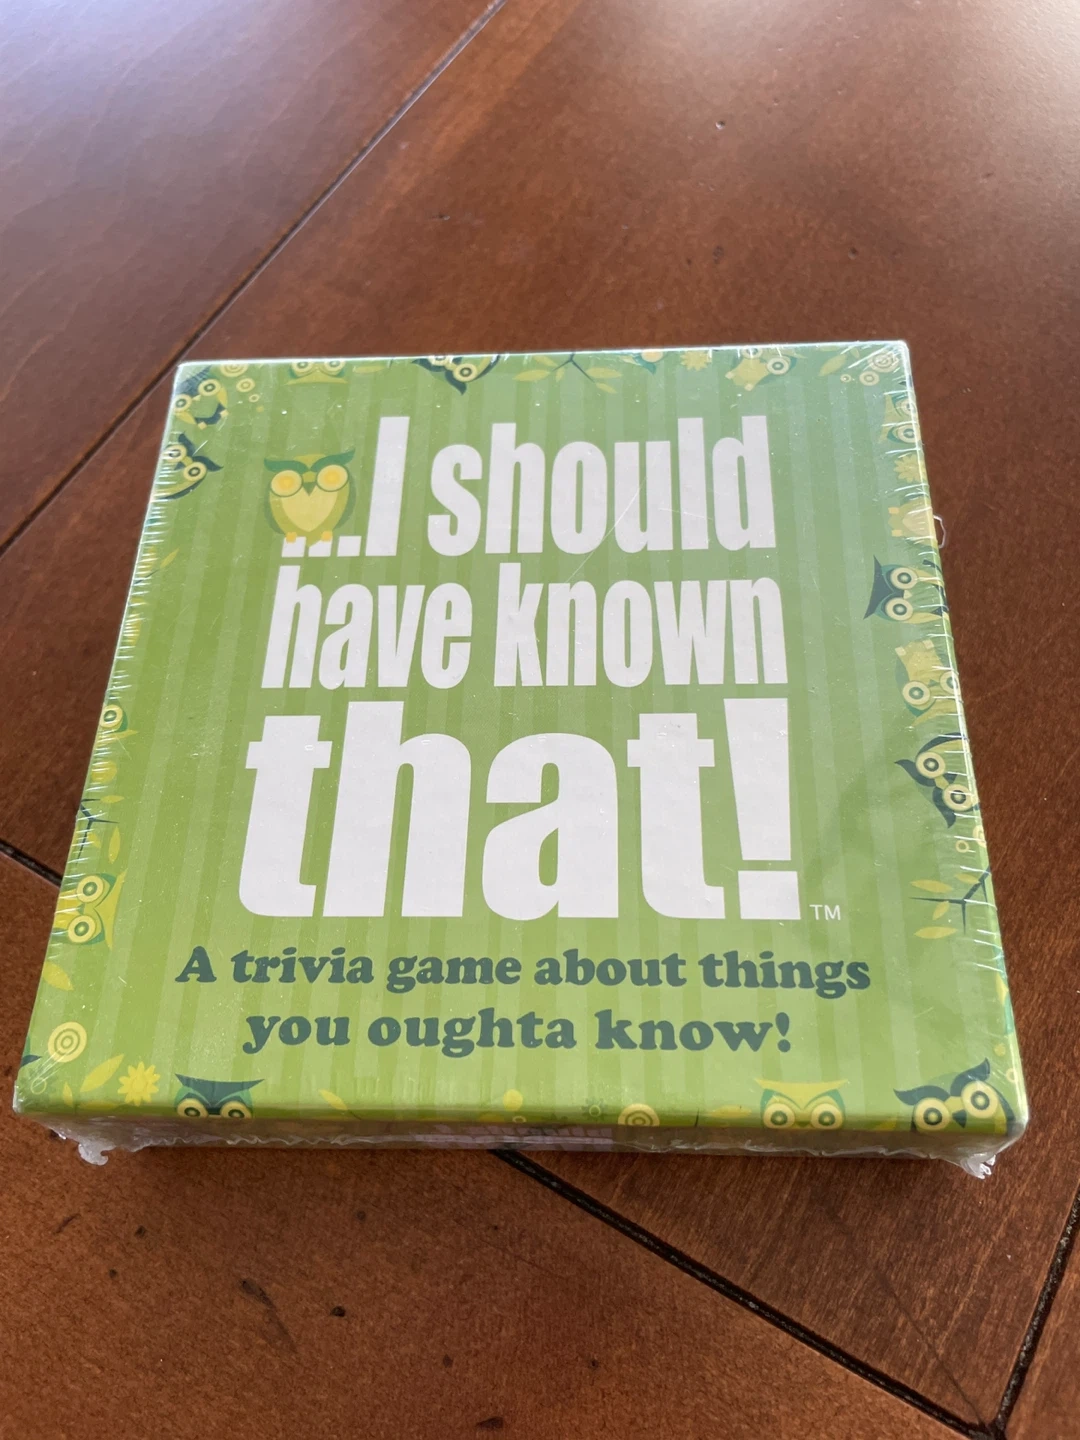 ...I should
have known
that!™
A trivia game about things
you oughta know!